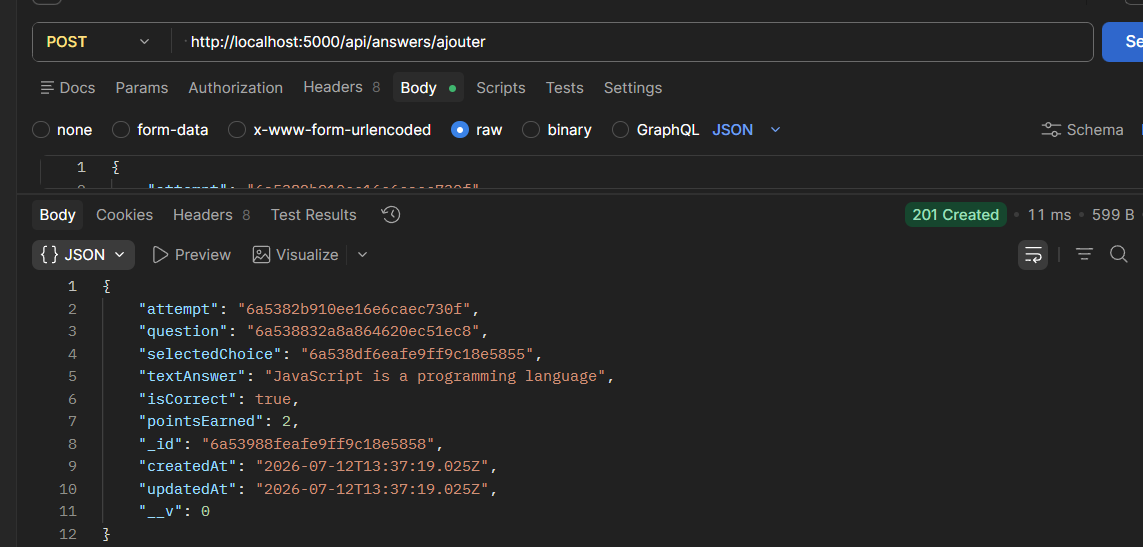 POST http://localhost:5000/api/answers/ajouter Se
Docs Params Authorization Headers 8 Body Scripts Tests Settings
none form-data x-www-form-urlencoded raw binary GraphQL JSON Schema
1 {
"attempt": "6a5382b910ee16e6caec730f"
Body Cookies Headers 8 Test Results 201 Created 11 ms 599 B
{} JSON Preview Visualize
1 {
2 "attempt": "6a5382b910ee16e6caec730f",
3 "question": "6a538832a8a864620ec51ec8",
4 "selectedChoice": "6a538df6eafe9ff9c18e5855",
5 "textAnswer": "JavaScript is a programming language",
6 "isCorrect": true,
7 "pointsEarned": 2,
8 "_id": "6a53988feafe9ff9c18e5858",
9 "createdAt": "2026-07-12T13:37:19.025Z",
10 "updatedAt": "2026-07-12T13:37:19.025Z",
11 "__v": 0
12 }